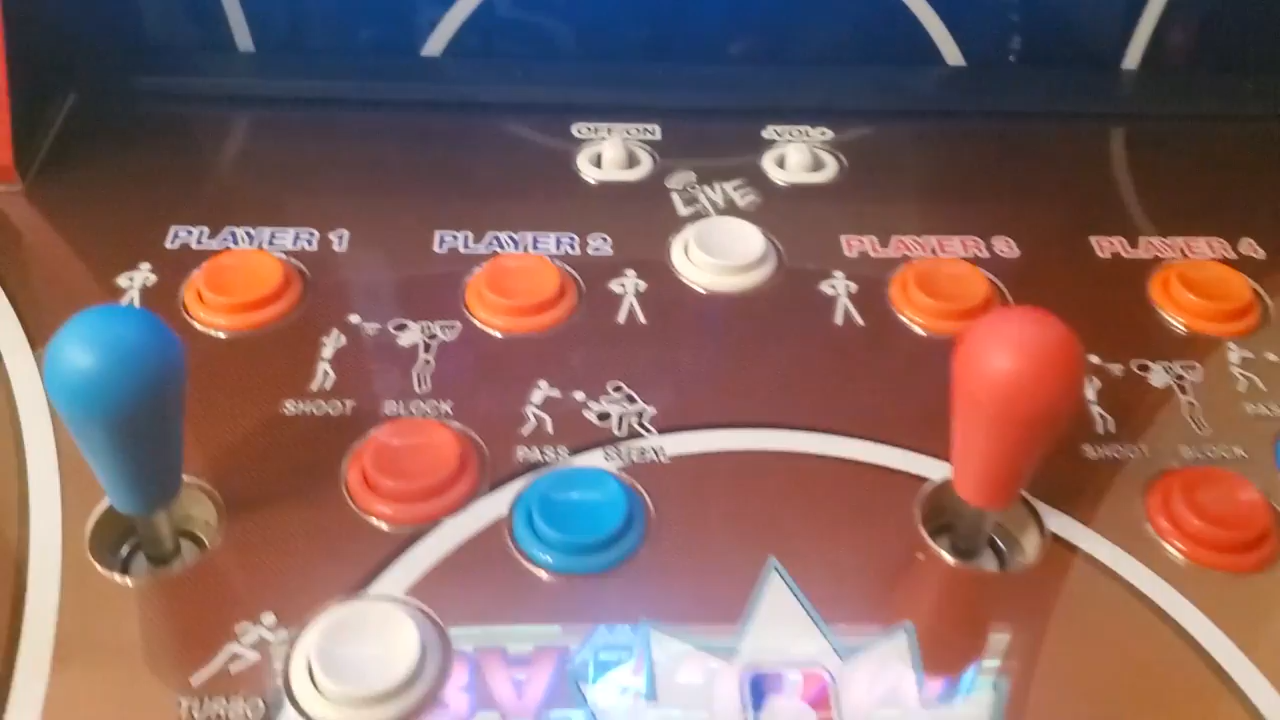 OFF/ON
VOL
LIVE
PLAYER 1
PLAYER 2
PLAYER 3
PLAYER 4
SHOOT BLOCK
PASS STEAL
SHOOT BLOCK
TURBO